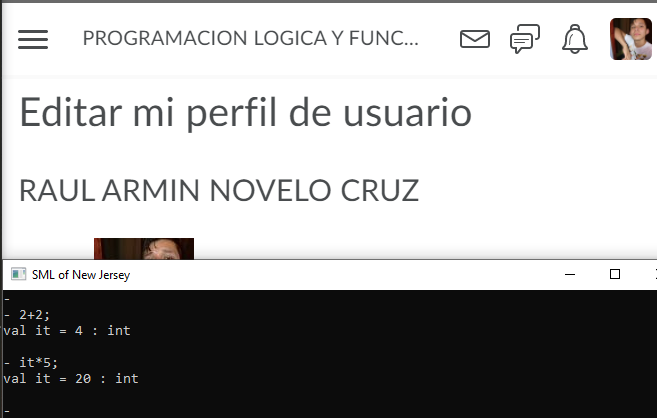 PROGRAMACION LOGICA Y FUNC...
Editar mi perfil de usuario
RAUL ARMIN NOVELO CRUZ
SML of New Jersey
-
- 2+2;
val it = 4 : int
- it*5;
val it = 20 : int
-